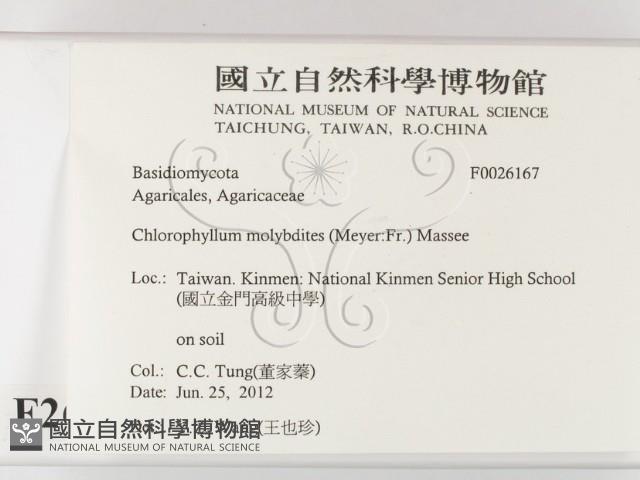 國立自然科學博物館
NATIONAL MUSEUM OF NATURAL SCIENCE
TAICHUNG, TAIWAN, R.O.CHINA
Basidiomycota F0026167
Agaricales, Agaricaceae
Chlorophyllum molybdites (Meyer:Fr.) Massee
Loc.: Taiwan. Kinmen: National Kinmen Senior High School
(國立金門高級中學)
on soil
Col.: C.C. Tung(董家蓁)
Date: Jun. 25, 2012
(王也珍)
F20
國立自然科學博物館
NATIONAL MUSEUM OF NATURAL SCIENCE